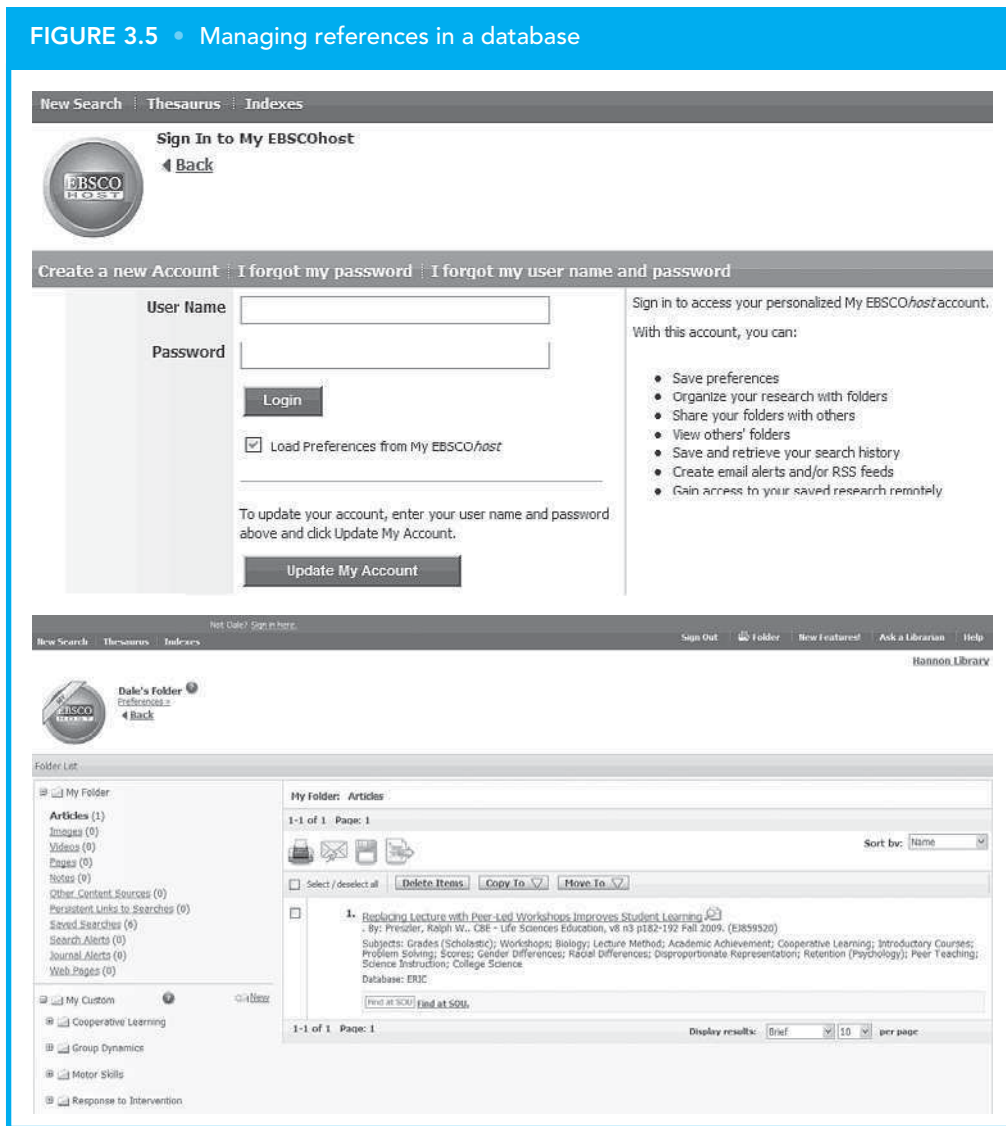 FIGURE 3.5 • Managing references in a database
New Search Thesaurus Indexes
Sign In to My EBSCOhost
Back
EBSCO
HOST
Create a new Account I forgot my password I forgot my user name and password
User Name
Password
Login
Load Preferences from My EBSCOhost
To update your account, enter your user name and password
above and click Update My Account.
Update My Account
Sign in to access your personalized My EBSCOhost account.
With this account, you can:
• Save preferences
• Organize your research with folders
• Share your folders with others
• View others' folders
• Save and retrieve your search history
• Create email alerts and/or RSS feeds
• Gain access to your saved research remotely
Not Dale? Sign in here.
New Search Thesaurus Indexes
Sign Out Folder New Features! Ask a Librarian Help
Hannon Library
MY
EBSCO
HOST
Dale's Folder
Preferences »
Back
Folder List
My Folder
Articles (1)
Images (0)
Videos (0)
Pages (0)
Notes (0)
Other Content Sources (0)
Persistent Links to Searches (0)
Saved Searches (6)
Search Alerts (0)
Journal Alerts (0)
Web Pages (0)
My Custom New
Cooperative Learning
Group Dynamics
Motor Skills
Response to Intervention
My Folder: Articles
1-1 of 1 Page: 1
Sort by: Name
Select / deselect all Delete Items Copy To Move To
1. Replacing Lecture with Peer-Led Workshops Improves Student Learning
. By: Preszler, Ralph W.. CBE - Life Sciences Education, v8 n3 p182-192 Fall 2009. (EJ859520)
Subjects: Grades (Scholastic); Workshops; Biology; Lecture Method; Academic Achievement; Cooperative Learning; Introductory Courses;
Problem Solving; Scores; Gender Differences; Racial Differences; Disproportionate Representation; Retention (Psychology); Peer Teaching;
Science Instruction; College Science
Database: ERIC
Find at SOU Find at SOU.
1-1 of 1 Page: 1
Display results: Brief 10 per page